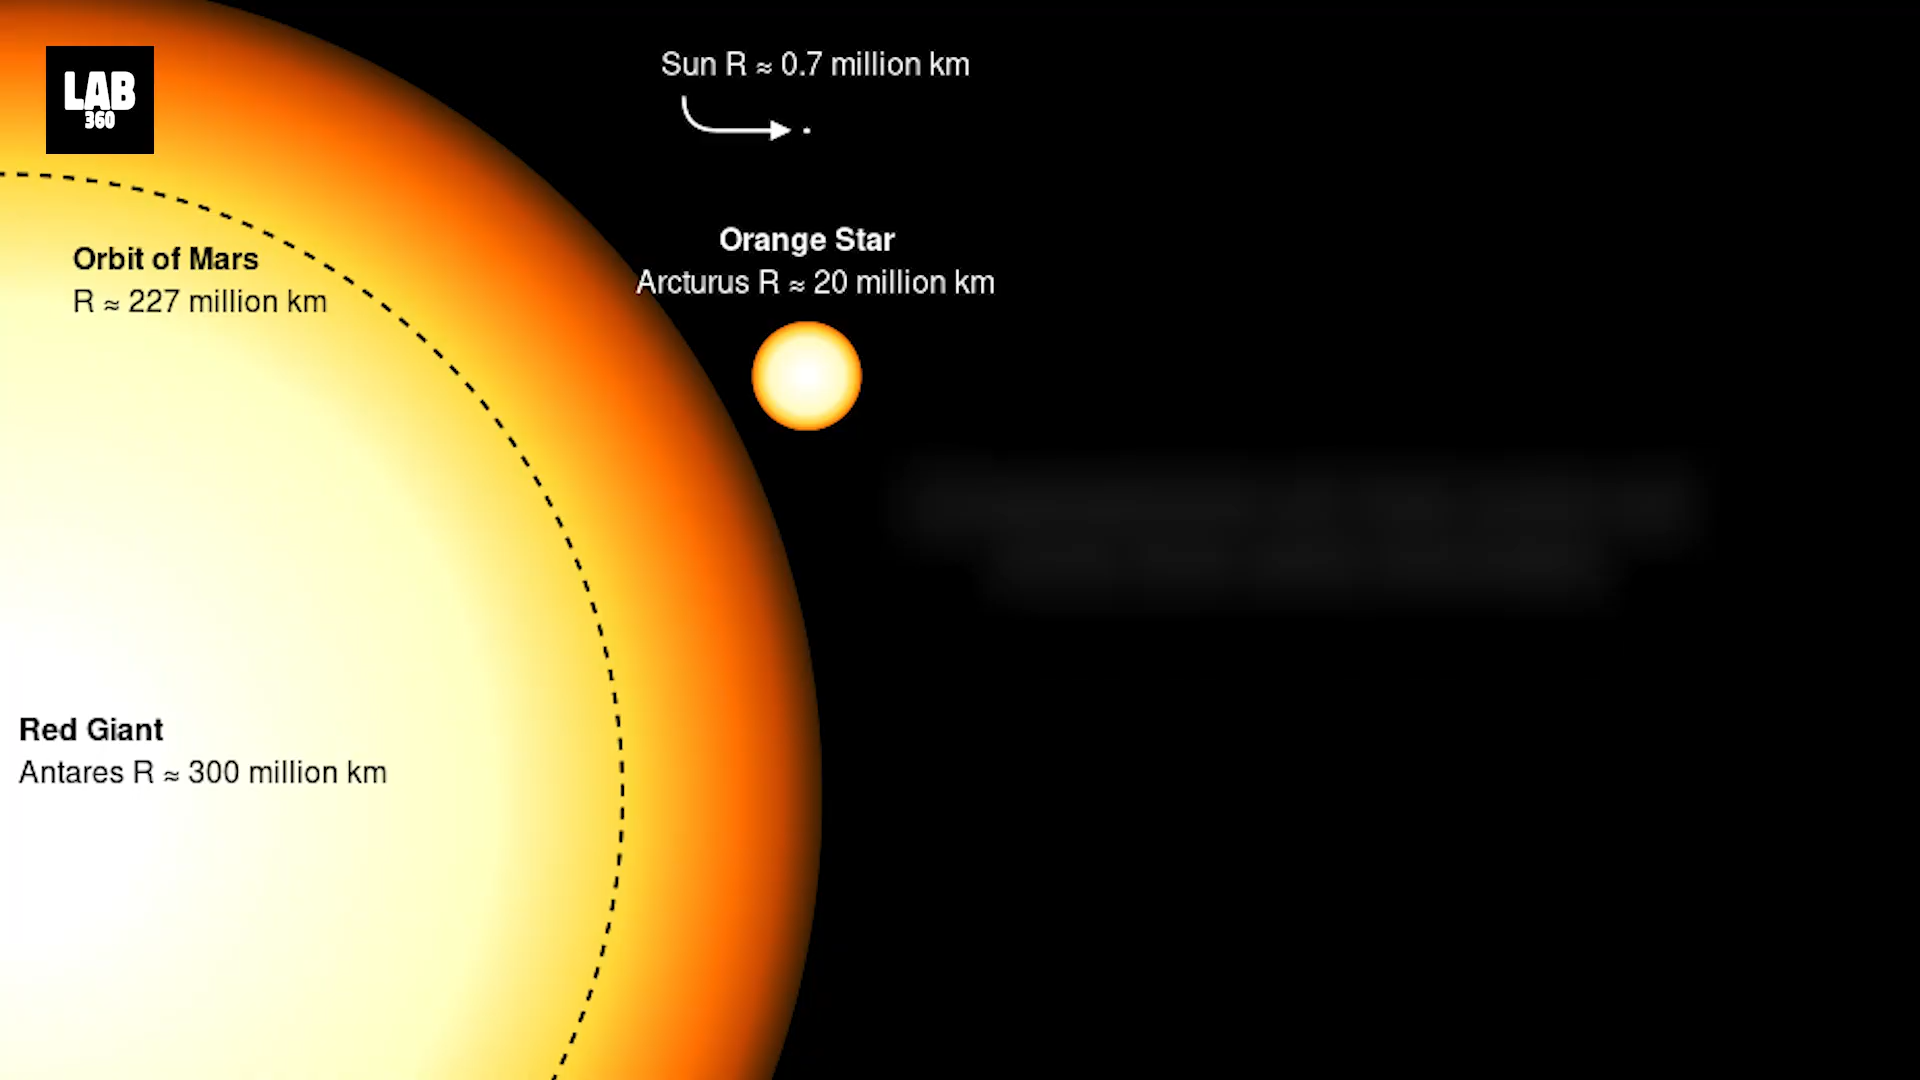 LAB
360
Sun R ≈ 0.7 million km
Orange Star
Arcturus R ≈ 20 million km
Orbit of Mars
R ≈ 227 million km
Red Giant
Antares R ≈ 300 million km